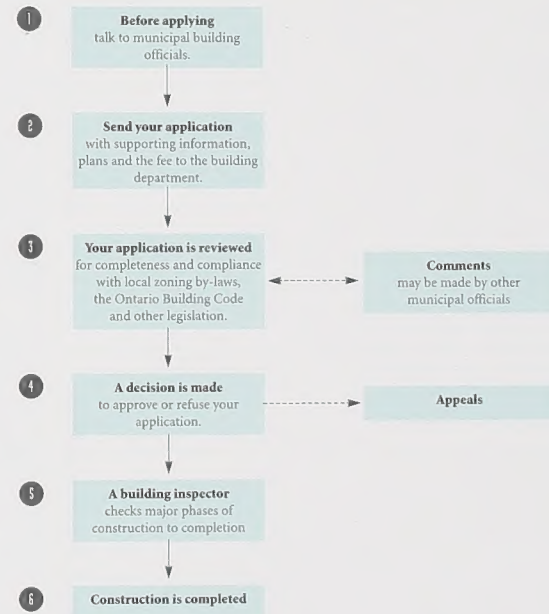 1
Before applying
talk to municipal building
officials.
2
Send your application
with supporting information,
plans and the fee to the building
department.
3
Your application is reviewed
for completeness and compliance
with local zoning by-laws,
the Ontario Building Code
and other legislation.
Comments
may be made by other
municipal officials
4
A decision is made
to approve or refuse your
application.
Appeals
5
A building inspector
checks major phases of
construction to completion
6
Construction is completed